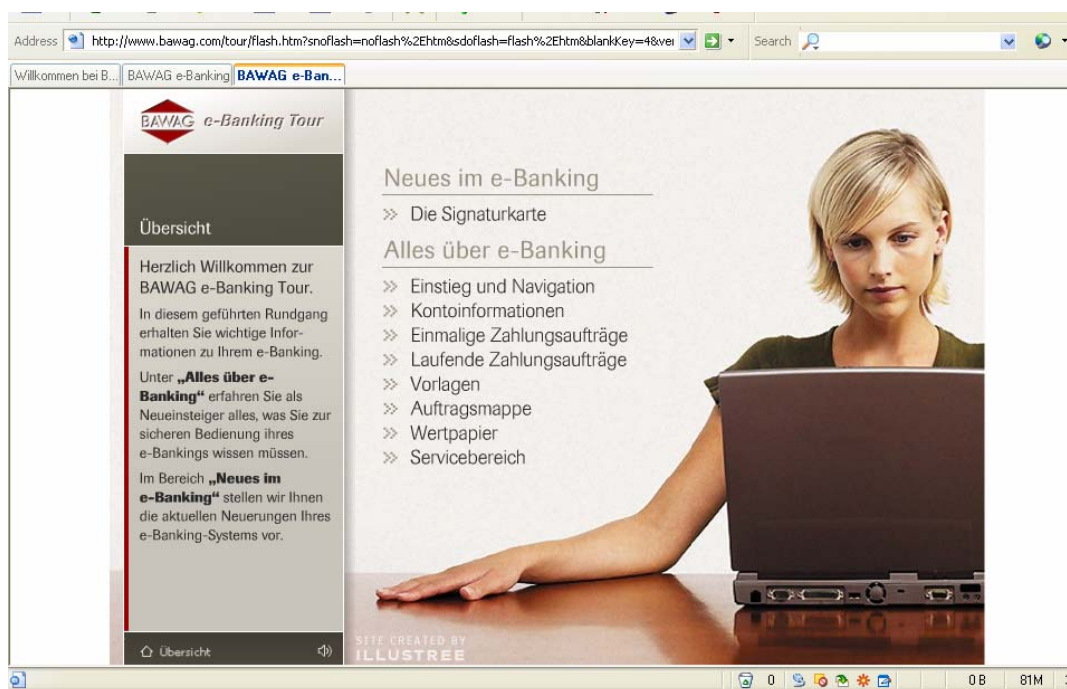 Address http://www.bawag.com/tour/flash.htm?snoflash=noflash%2Ehtm&sdoflash=flash%2Ehtm&blankKey=4&ver Search
Willkommen bei B... BAWAG e-Banking BAWAG e-Ban...
BAWAG e-Banking Tour
Übersicht
Herzlich Willkommen zur
BAWAG e-Banking Tour.
In diesem geführten Rundgang
erhalten Sie wichtige Infor-
mationen zu Ihrem e-Banking.
Unter „Alles über e-
Banking“ erfahren Sie als
Neueinsteiger alles, was Sie zur
sicheren Bedienung ihres
e-Bankings wissen müssen.
Im Bereich „Neues im
e-Banking“ stellen wir Ihnen
die aktuellen Neuerungen Ihres
e-Banking-Systems vor.
Übersicht
Neues im e-Banking
Die Signaturkarte
Alles über e-Banking
Einstieg und Navigation
Kontoinformationen
Einmalige Zahlungsaufträge
Laufende Zahlungsaufträge
Vorlagen
Auftragsmappe
Wertpapier
Servicebereich
SITE CREATED BY
ILLUSTREE
0 0 B 81M